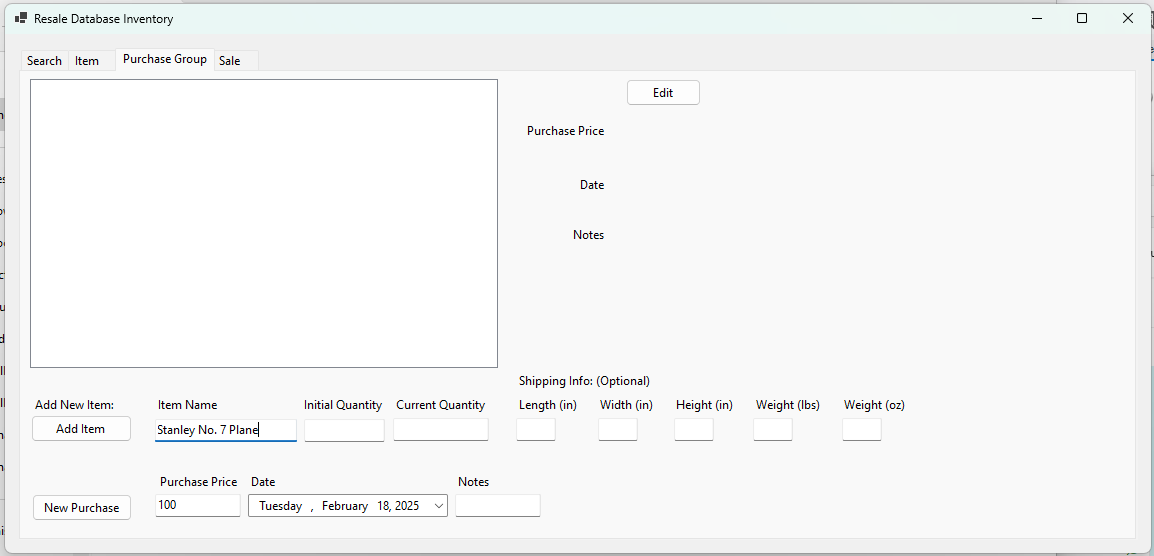 Resale Database Inventory
Search Item Purchase Group Sale
Edit
Purchase Price
Date
Notes
Shipping Info: (Optional)
Add New Item: Item Name Initial Quantity Current Quantity Length (in) Width (in) Height (in) Weight (lbs) Weight (oz)
Add Item Stanley No. 7 Plane
Purchase Price Date Notes
New Purchase 100 Tuesday , February 18, 2025